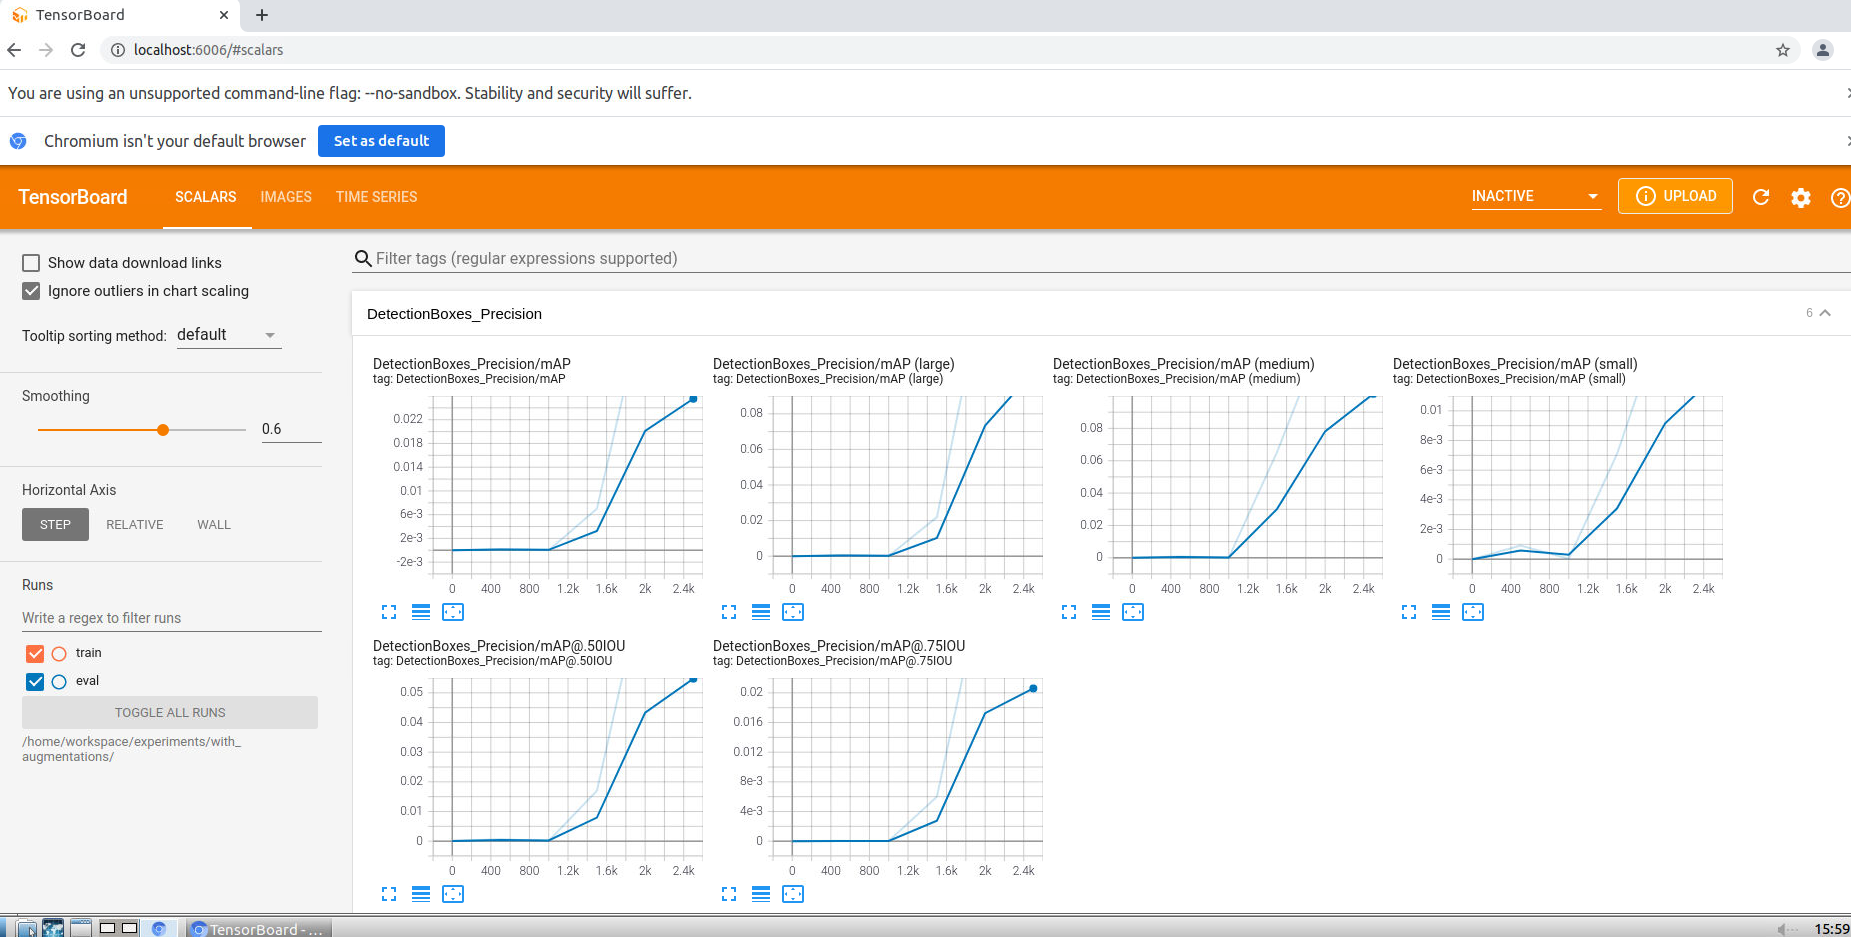 TensorBoard
localhost:6006/#scalars
You are using an unsupported command-line flag: --no-sandbox. Stability and security will suffer.
Chromium isn't your default browser
Set as default
TensorBoard
SCALARS
IMAGES
TIME SERIES
INACTIVE
UPLOAD
Show data download links
Ignore outliers in chart scaling
Tooltip sorting method: default
Smoothing
0.6
Horizontal Axis
STEP RELATIVE WALL
Runs
Write a regex to filter runs
train
eval
TOGGLE ALL RUNS
/home/workspace/experiments/with_
augmentations/
Filter tags (regular expressions supported)
DetectionBoxes_Precision
6
DetectionBoxes_Precision/mAP
tag: DetectionBoxes_Precision/mAP
0.022
0.018
0.014
0.01
6e-3
2e-3
-2e-3
0 400 800 1.2k 1.6k 2k 2.4k
DetectionBoxes_Precision/mAP (large)
tag: DetectionBoxes_Precision/mAP (large)
0.08
0.06
0.04
0.02
0
0 400 800 1.2k 1.6k 2k 2.4k
DetectionBoxes_Precision/mAP (medium)
tag: DetectionBoxes_Precision/mAP (medium)
0.08
0.06
0.04
0.02
0
0 400 800 1.2k 1.6k 2k 2.4k
DetectionBoxes_Precision/mAP (small)
tag: DetectionBoxes_Precision/mAP (small)
0.01
8e-3
6e-3
4e-3
2e-3
0
0 400 800 1.2k 1.6k 2k 2.4k
DetectionBoxes_Precision/mAP@.50IOU
tag: DetectionBoxes_Precision/mAP@.50IOU
0.05
0.04
0.03
0.02
0.01
0
0 400 800 1.2k 1.6k 2k 2.4k
DetectionBoxes_Precision/mAP@.75IOU
tag: DetectionBoxes_Precision/mAP@.75IOU
0.02
0.016
0.012
8e-3
4e-3
0
0 400 800 1.2k 1.6k 2k 2.4k
TensorBoard - ...
15:59